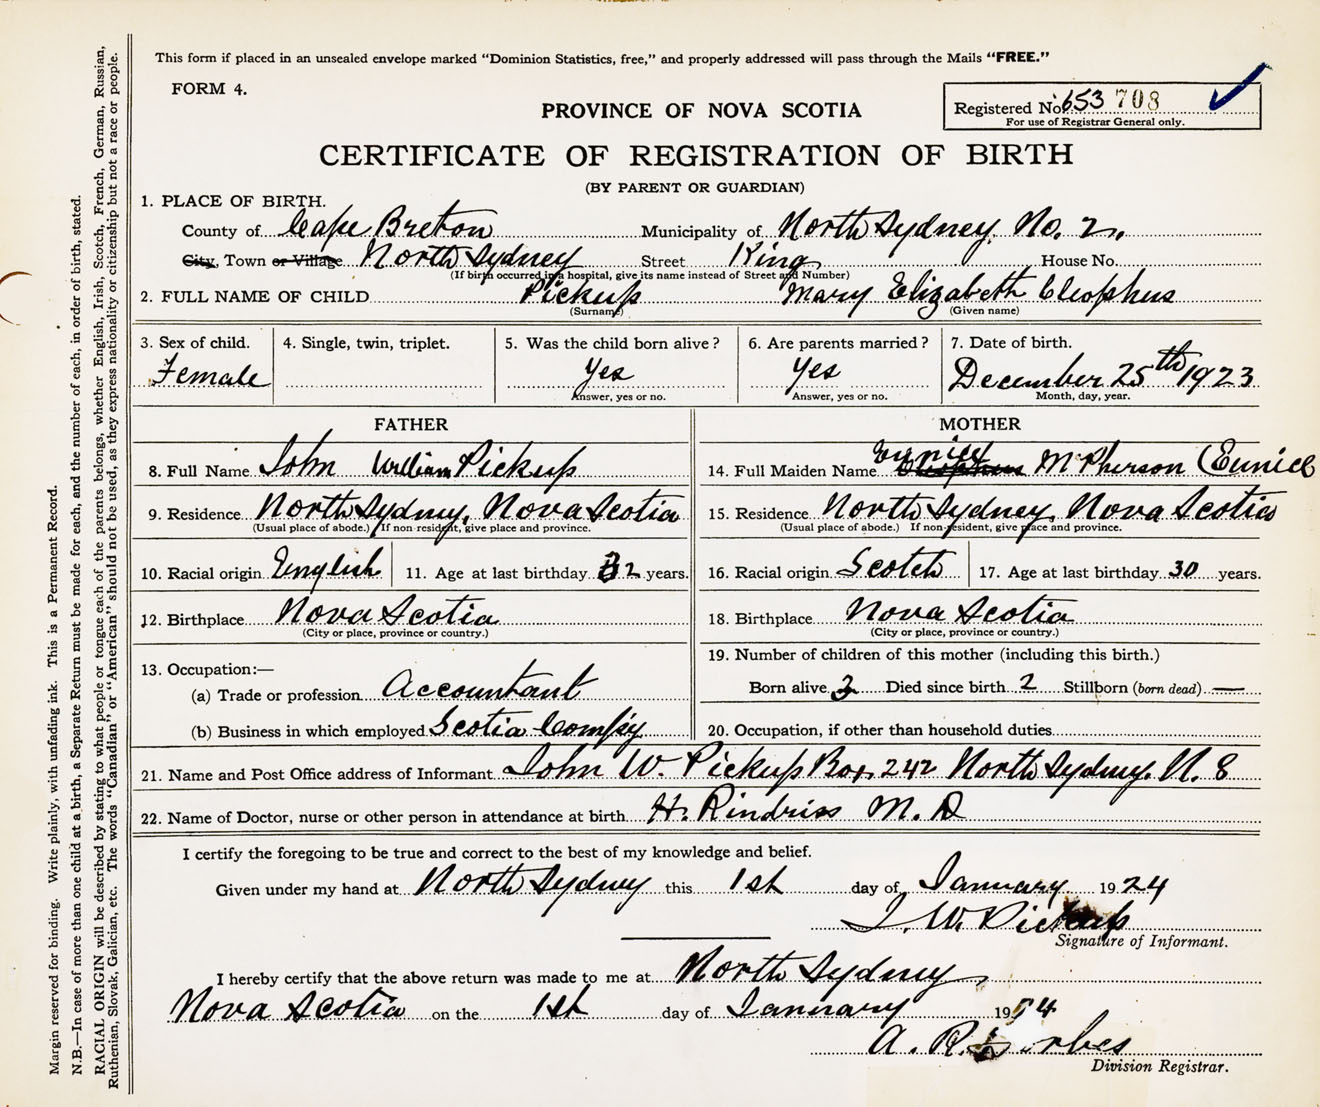 This form if placed in an unsealed envelope marked "Dominion Statistics, free," and properly addressed will pass through the Mails "FREE."
FORM 4.
Registered No. 653 708
For use of Registrar General only.
PROVINCE OF NOVA SCOTIA
CERTIFICATE OF REGISTRATION OF BIRTH
(BY PARENT OR GUARDIAN)
1. PLACE OF BIRTH.
County of Cape Breton Municipality of North Sydney No. 2.
City, Town or Village North Sydney Street King House No.
(If birth occurred in a hospital, give its name instead of Street and Number)
2. FULL NAME OF CHILD Pickup Mary Elizabeth Cleophus
(Surname) (Given name)
3. Sex of child. 4. Single, twin, triplet. 5. Was the child born alive? 6. Are parents married? 7. Date of birth.
Female Yes Yes December 25th 1923
Answer, yes or no. Answer, yes or no. Month, day, year.
FATHER MOTHER
8. Full Name John William Pickup 14. Full Maiden Name Eunice McPherson (Eunice
9. Residence North Sydney, Nova Scotia 15. Residence North Sydney, Nova Scotia
(Usual place of abode.) If non-resident, give place and province. (Usual place of abode.) If non-resident, give place and province.
10. Racial origin English 11. Age at last birthday 32 years. 16. Racial origin Scotch 17. Age at last birthday 30 years.
12. Birthplace Nova Scotia 18. Birthplace Nova Scotia
(City or place, province or country.) (City or place, province or country.)
13. Occupation:— 19. Number of children of this mother (including this birth.)
(a) Trade or profession Accountant Born alive 3 Died since birth 2 Stillborn (born dead) —
(b) Business in which employed Scotia Comp'y 20. Occupation, if other than household duties
21. Name and Post Office address of Informant John W. Pickup Box 242 North Sydney. N. S
22. Name of Doctor, nurse or other person in attendance at birth H. Rindriss M. D
I certify the foregoing to be true and correct to the best of my knowledge and belief.
Given under my hand at North Sydney this 1st day of January 1924
J. W. Pickup
Signature of Informant.
I hereby certify that the above return was made to me at North Sydney,
Nova Scotia on the 1st day of January 19 4
A. R. Forbes
Division Registrar.
Margin reserved for binding. Write plainly, with unfading ink. This is a Permanent Record.
N.B.—In case of more than one child at a birth, a Separate Return must be made for each, and the number of each, in order of birth, stated.
RACIAL ORIGIN will be described by stating to what people or tongue each of the parents belongs, whether English, Irish, Scotch, French, German, Russian,
Ruthenian, Slovak, Galician, etc. The words "Canadian" or "American" should not be used, as they express nationality or citizenship but not a race or people.